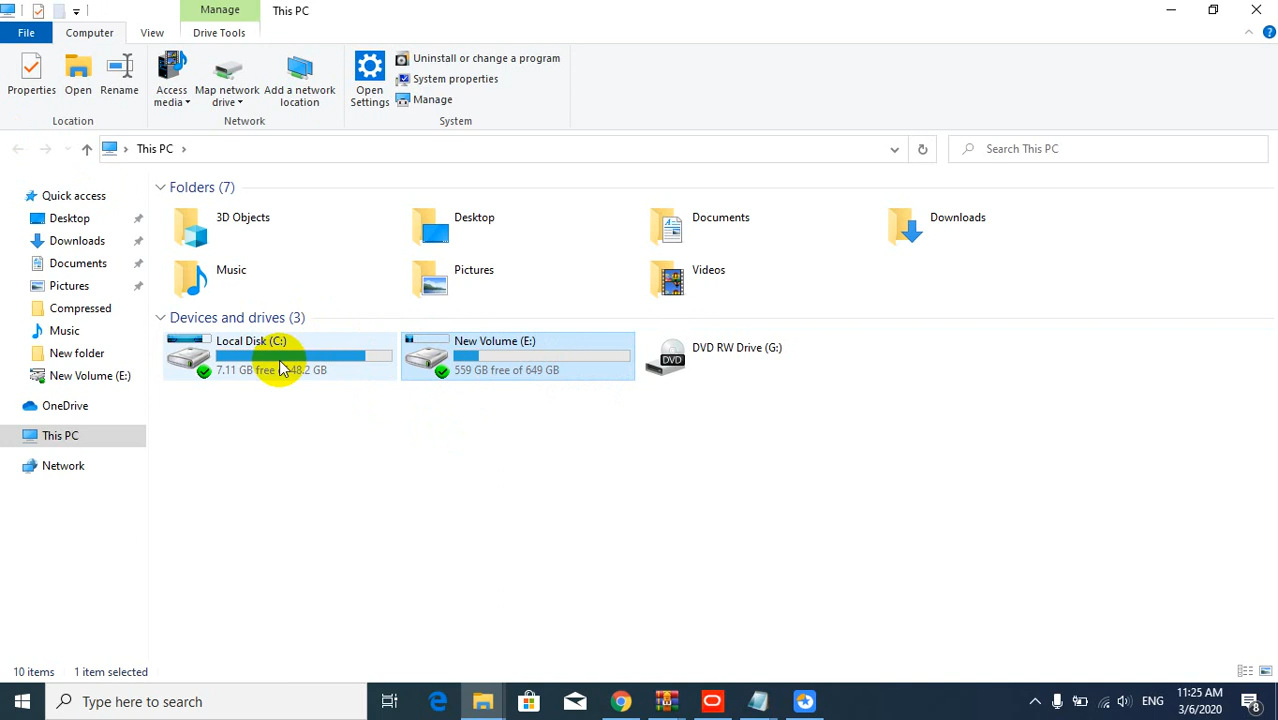 Manage
This PC
File
Computer
View
Drive Tools
Properties
Open
Rename
Access media
Map network drive
Add a network location
Open Settings
Uninstall or change a program
System properties
Manage
Location
Network
System
This PC
Search This PC
Quick access
Desktop
Downloads
Documents
Pictures
Compressed
Music
New folder
New Volume (E:)
OneDrive
This PC
Network
Folders (7)
3D Objects
Desktop
Documents
Downloads
Music
Pictures
Videos
Devices and drives (3)
Local Disk (C:)
7.11 GB free 48.2 GB
New Volume (E:)
559 GB free of 649 GB
DVD RW Drive (G:)
DVD
10 items
1 item selected
Type here to search
ENG
11:25 AM
3/6/2020
8